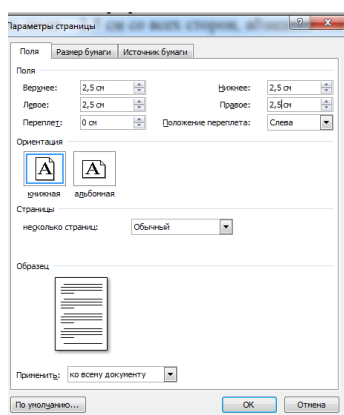 Параметры страницы
Поля Размер бумаги Источник бумаги
Поля
Верхнее: 2,5 см Нижнее: 2,5 см
Левое: 2,5 см Правое: 2,5 см
Переплет: 0 см Положение переплета: Слева
Ориентация
книжная альбомная
Страницы
несколько страниц: Обычный
Образец
Применить: ко всему документу
По умолчанию... ОК Отмена